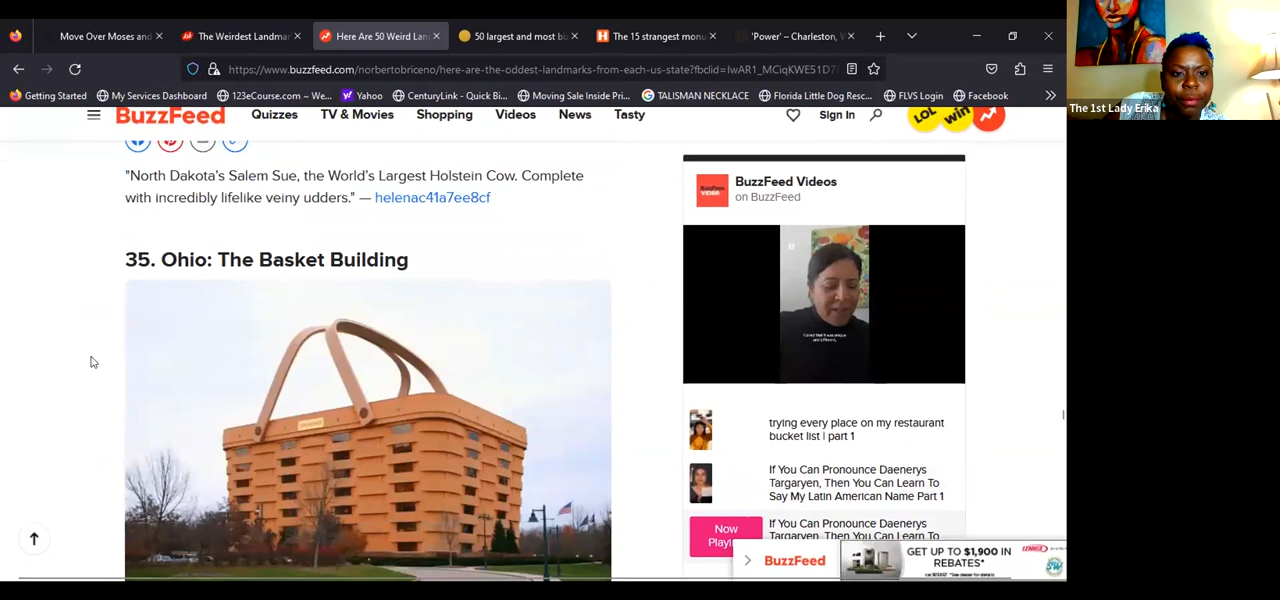 Move Over Moses and
The Weirdest Landma
Here Are 50 Weird Lan
50 largest and most bi
The 15 strangest monu
'Power' – Charleston, W
https://www.buzzfeed.com/norbertobriceno/here-are-the-oddest-landmarks-from-each-us-state?fbclid=IwAR1_MCiqKWE51D7
Getting Started
My Services Dashboard
123eCourse.com ~ We...
Yahoo
CenturyLink - Quick Bi...
Moving Sale Inside Pri...
TALISMAN NECKLACE
Florida Little Dog Resc...
FLVS Login
Facebook
The 1st Lady Erika
BuzzFeed
Quizzes
TV & Movies
Shopping
Videos
News
Tasty
Sign In
LOL
win
"North Dakota's Salem Sue, the World's Largest Holstein Cow. Complete
with incredibly lifelike veiny udders." — helenac41a7ee8cf
35. Ohio: The Basket Building
BuzzFeed Videos
on BuzzFeed
trying every place on my restaurant
bucket list | part 1
If You Can Pronounce Daenerys
Targaryen, Then You Can Learn To
Say My Latin American Name Part 1
Now
Playi
If You Can Pronounce Daenerys
Targaryen, Then You Can Learn To
BuzzFeed
GET UP TO $1,900 IN
REBATES*
LENNOX